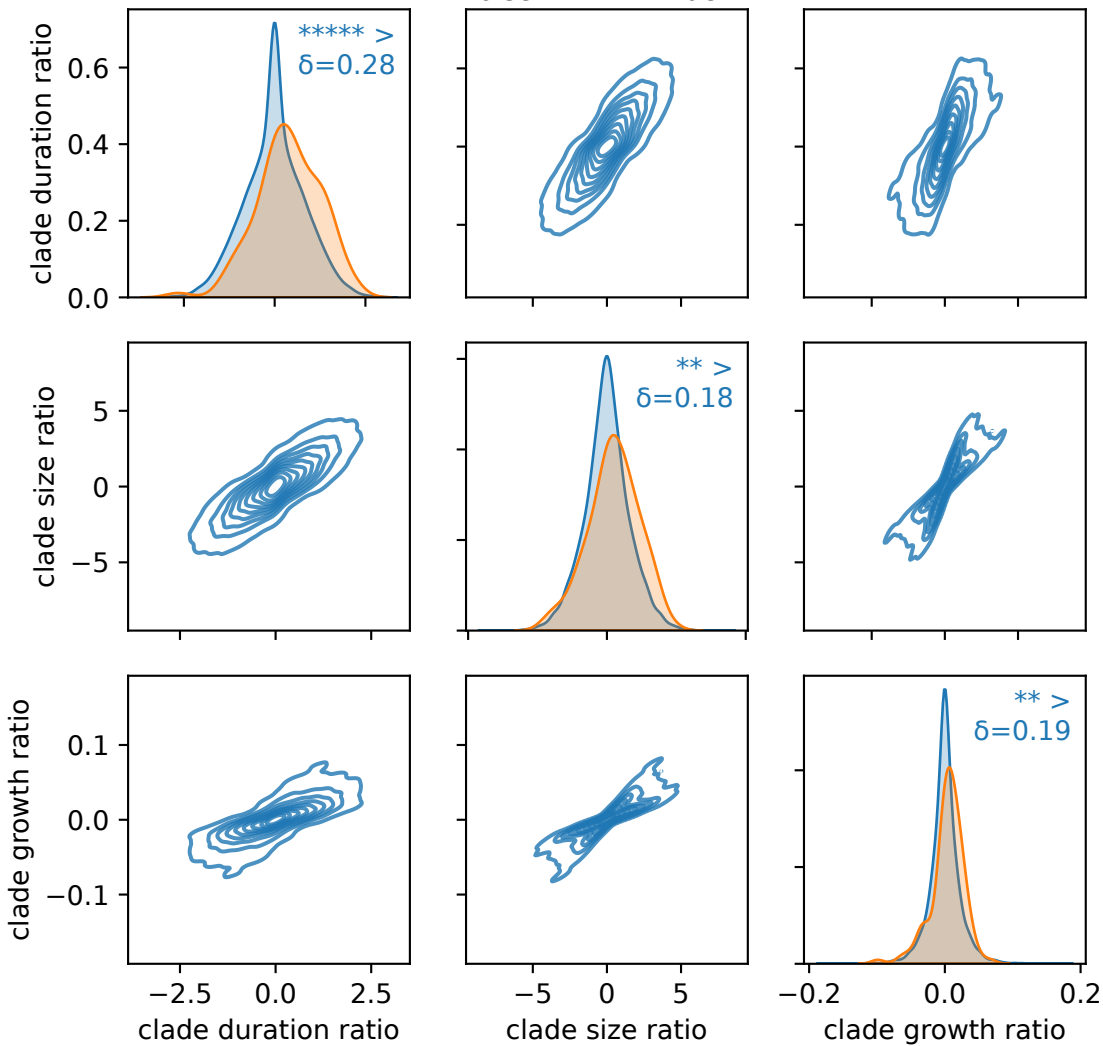 clade duration ratio
0.6
0.4
0.2
0.0
***** >
δ=0.28
clade size ratio
5
0
−5
** >
δ=0.18
clade growth ratio
0.1
0.0
−0.1
** >
δ=0.19
−2.5 0.0 2.5
−5 0 5
−0.2 0.0 0.2
clade duration ratio
clade size ratio
clade growth ratio